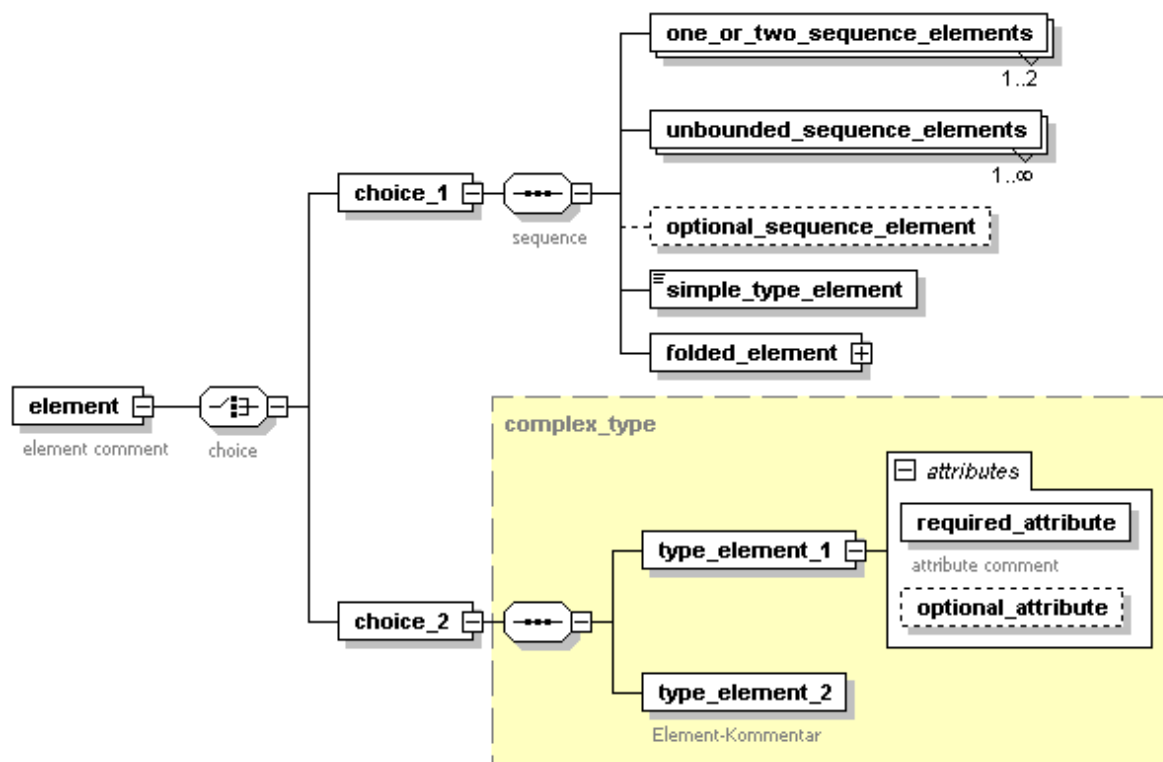 one_or_two_sequence_elements
1..2
unbounded_sequence_elements
1..∞
choice_1
sequence
optional_sequence_element
simple_type_element
folded_element
element
element comment
choice
complex_type
attributes
type_element_1
required_attribute
attribute comment
optional_attribute
choice_2
type_element_2
Element-Kommentar